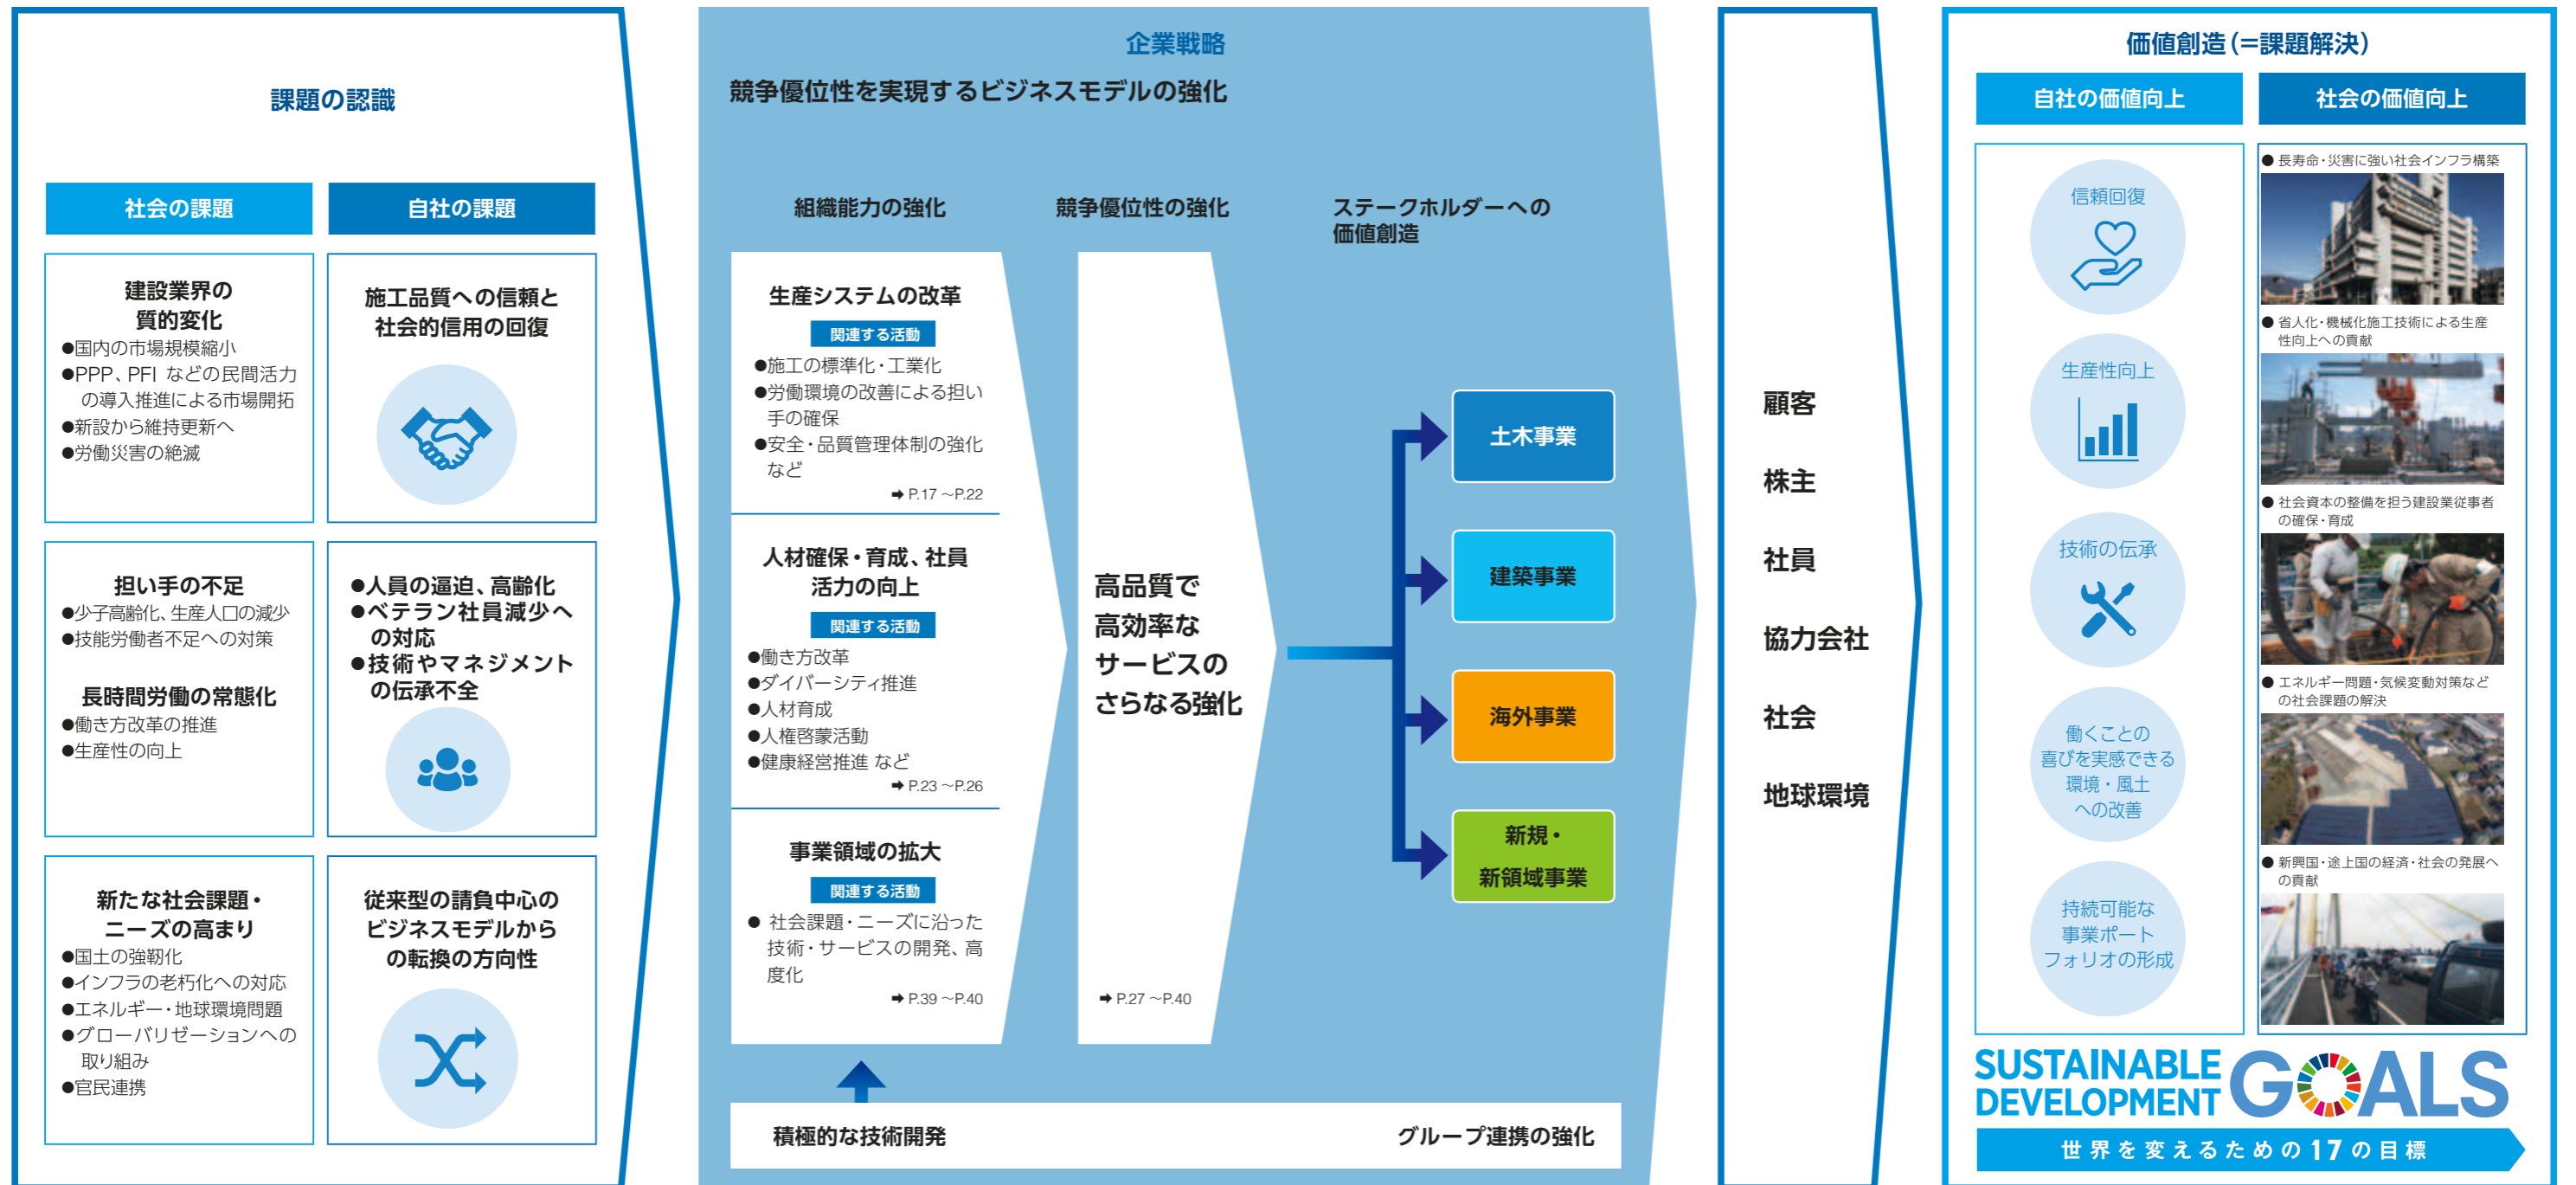 課題の認識
社会の課題
建設業界の
質的変化
●国内の市場規模縮小
●PPP、PFI などの民間活力
の導入推進による市場開拓
●新設から維持更新へ
●労働災害の絶滅
担い手の不足
●少子高齢化、生産人口の減少
●技能労働者不足への対策
長時間労働の常態化
●働き方改革の推進
●生産性の向上
新たな社会課題・
ニーズの高まり
●国土の強靭化
●インフラの老朽化への対応
●エネルギー・地球環境問題
●グローバリゼーションへの
取り組み
●官民連携
自社の課題
施工品質への信頼と
社会的信用の回復
●人員の逼迫、高齢化
●ベテラン社員減少へ
の対応
●技術やマネジメント
の伝承不全
従来型の請負中心の
ビジネスモデルから
の転換の方向性
企業戦略
競争優位性を実現するビジネスモデルの強化
組織能力の強化
生産システムの改革
関連する活動
●施工の標準化・工業化
●労働環境の改善による担い
手の確保
●安全・品質管理体制の強化
など
➡ P.17 ～P.22
人材確保・育成、社員
活力の向上
関連する活動
●働き方改革
●ダイバーシティ推進
●人材育成
●人権啓蒙活動
●健康経営推進 など
➡ P.23 ～P.26
事業領域の拡大
関連する活動
● 社会課題・ニーズに沿った
技術・サービスの開発、高
度化
➡ P.39 ～P.40
競争優位性の強化
高品質で
高効率な
サービスの
さらなる強化
➡ P.27 ～P.40
ステークホルダーへの
価値創造
土木事業
建築事業
海外事業
新規・
新領域事業
積極的な技術開発
グループ連携の強化
顧客
株主
社員
協力会社
社会
地球環境
価値創造（=課題解決）
自社の価値向上
信頼回復
生産性向上
技術の伝承
働くことの
喜びを実感できる
環境・風土
への改善
持続可能な
事業ポート
フォリオの形成
社会の価値向上
● 長寿命・災害に強い社会インフラ構築
● 省人化・機械化施工技術による生産
性向上への貢献
● 社会資本の整備を担う建設業従事者
の確保・育成
● エネルギー問題・気候変動対策など
の社会課題の解決
● 新興国・途上国の経済・社会の発展へ
の貢献
SUSTAINABLE
DEVELOPMENT GOALS
世界を変えるための17の目標